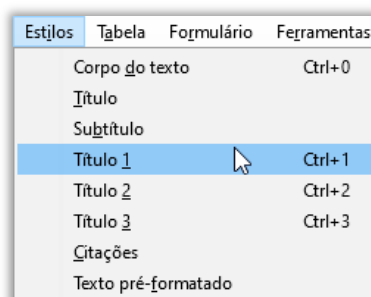 Estilos Tabela Formulário Ferramentas
Corpo do texto Ctrl+0
Título
Subtítulo
Título 1 Ctrl+1
Título 2 Ctrl+2
Título 3 Ctrl+3
Citações
Texto pré-formatado